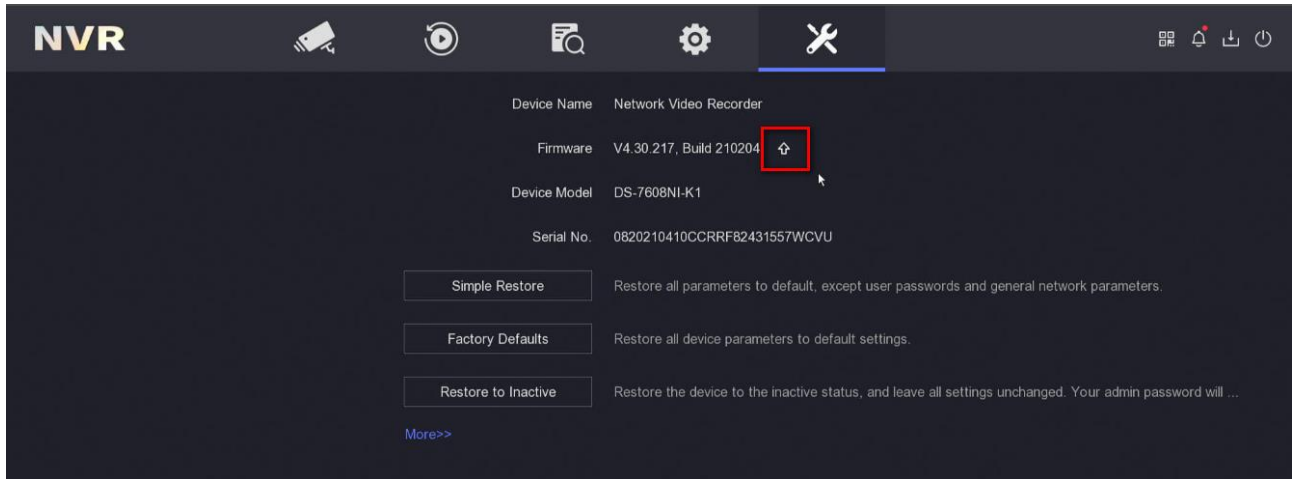 NVR
Device Name Network Video Recorder
Firmware V4.30.217, Build 210204
Device Model DS-7608NI-K1
Serial No. 0820210410CCRRF82431557WCVU
Simple Restore Restore all parameters to default, except user passwords and general network parameters.
Factory Defaults Restore all device parameters to default settings.
Restore to Inactive Restore the device to the inactive status, and leave all settings unchanged. Your admin password will ...
More>>